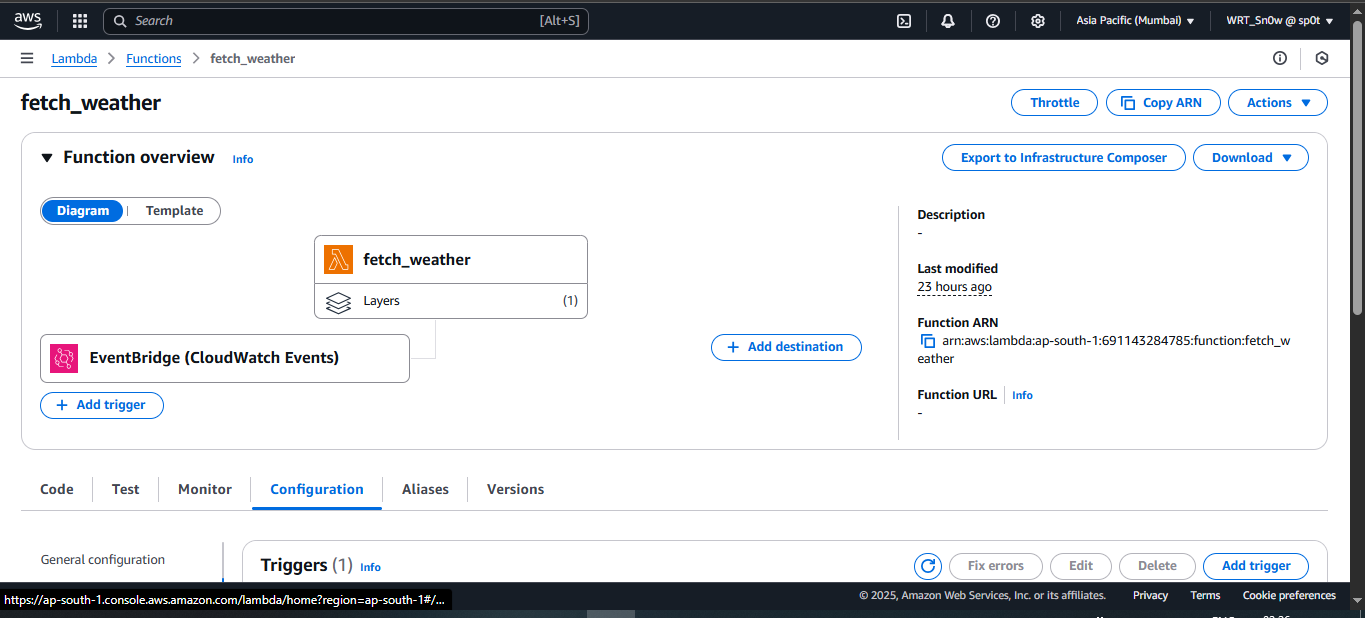 aws
Search [Alt+S]
Asia Pacific (Mumbai) WRT_Sn0w @ sp0t
Lambda Functions fetch_weather
fetch_weather
Throttle Copy ARN Actions
Function overview Info
Export to Infrastructure Composer Download
Diagram Template
fetch_weather
Layers (1)
EventBridge (CloudWatch Events)
+ Add destination
+ Add trigger
Description
-
Last modified
23 hours ago
Function ARN
arn:aws:lambda:ap-south-1:691143284785:function:fetch_w
eather
Function URL Info
-
Code Test Monitor Configuration Aliases Versions
General configuration
Triggers (1) Info
Fix errors Edit Delete Add trigger
https://ap-south-1.console.aws.amazon.com/lambda/home?region=ap-south-1#/...
© 2025, Amazon Web Services, Inc. or its affiliates. Privacy Terms Cookie preferences